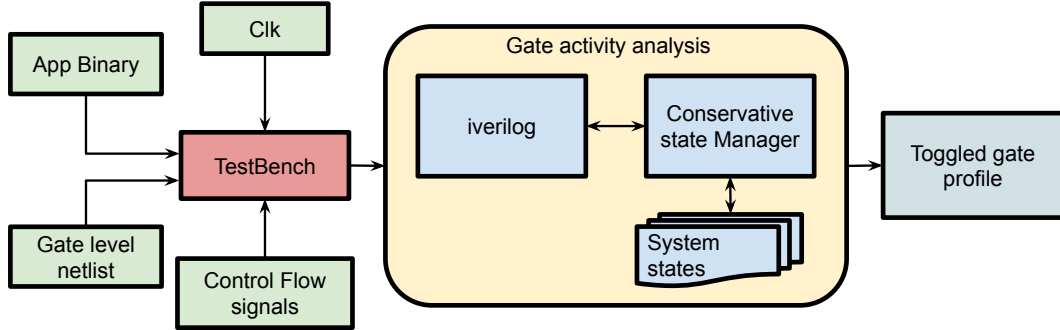 Clk
App Binary
TestBench
Gate level
netlist
Control Flow
signals
Gate activity analysis
iverilog
Conservative
state Manager
System
states
Toggled gate
profile